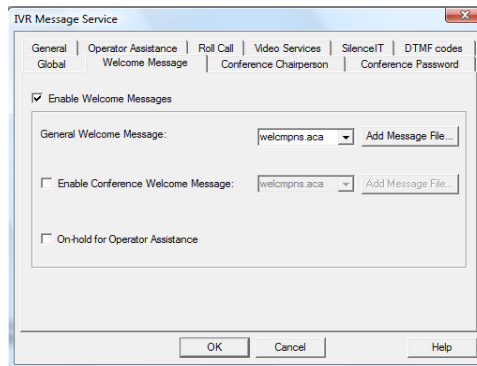 IVR Message Service
General Operator Assistance Roll Call Video Services SilenceIT DTMF codes
Global Welcome Message Conference Chairperson Conference Password
Enable Welcome Messages
General Welcome Message: welcmpns.aca Add Message File...
Enable Conference Welcome Message: welcmpns.aca Add Message File...
On-hold for Operator Assistance
OK Cancel Help